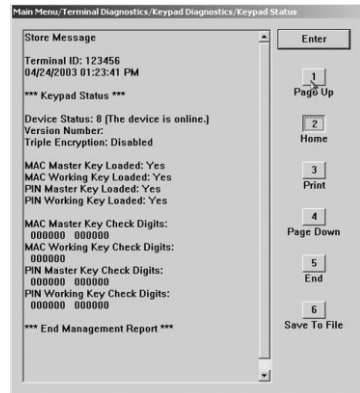 Main Menu/Terminal Diagnostics/Keypad Diagnostics/Keypad Status
Store Message
Terminal ID: 123456
04/24/2003 01:23:41 PM
*** Keypad Status ***
Device Status: 8 (The device is online.)
Version Number:
Triple Encryption: Disabled
MAC Master Key Loaded: Yes
MAC Working Key Loaded: Yes
PIN Master Key Loaded: Yes
PIN Working Key Loaded: Yes
MAC Master Key Check Digits:
000000 000000
MAC Working Key Check Digits:
000000
PIN Master Key Check Digits:
000000 000000
PIN Working Key Check Digits:
000000 000000
*** End Management Report ***
Enter
1
Page Up
2
Home
3
Print
4
Page Down
5
End
6
Save To File